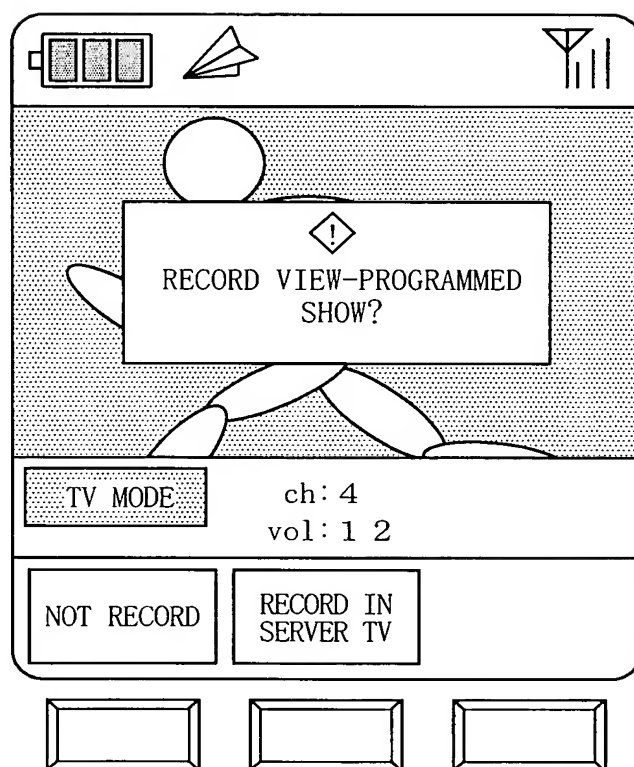 !
RECORD VIEW-PROGRAMMED
SHOW?
TV MODE
ch: 4
vol: 1 2
NOT RECORD
RECORD IN
SERVER TV